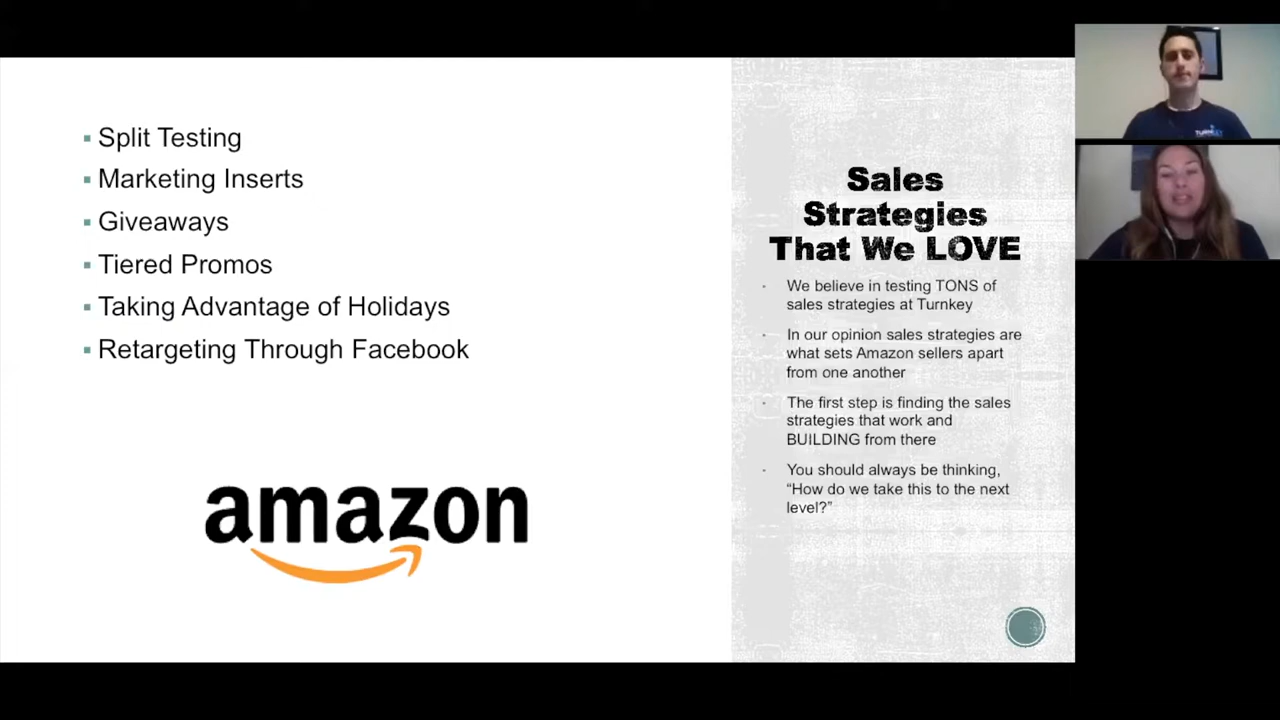 Split Testing
Marketing Inserts
Giveaways
Tiered Promos
Taking Advantage of Holidays
Retargeting Through Facebook
amazon
Sales
Strategies
That We LOVE
We believe in testing TONS of
sales strategies at Turnkey
In our opinion sales strategies are
what sets Amazon sellers apart
from one another
The first step is finding the sales
strategies that work and
BUILDING from there
You should always be thinking,
“How do we take this to the next
level?”